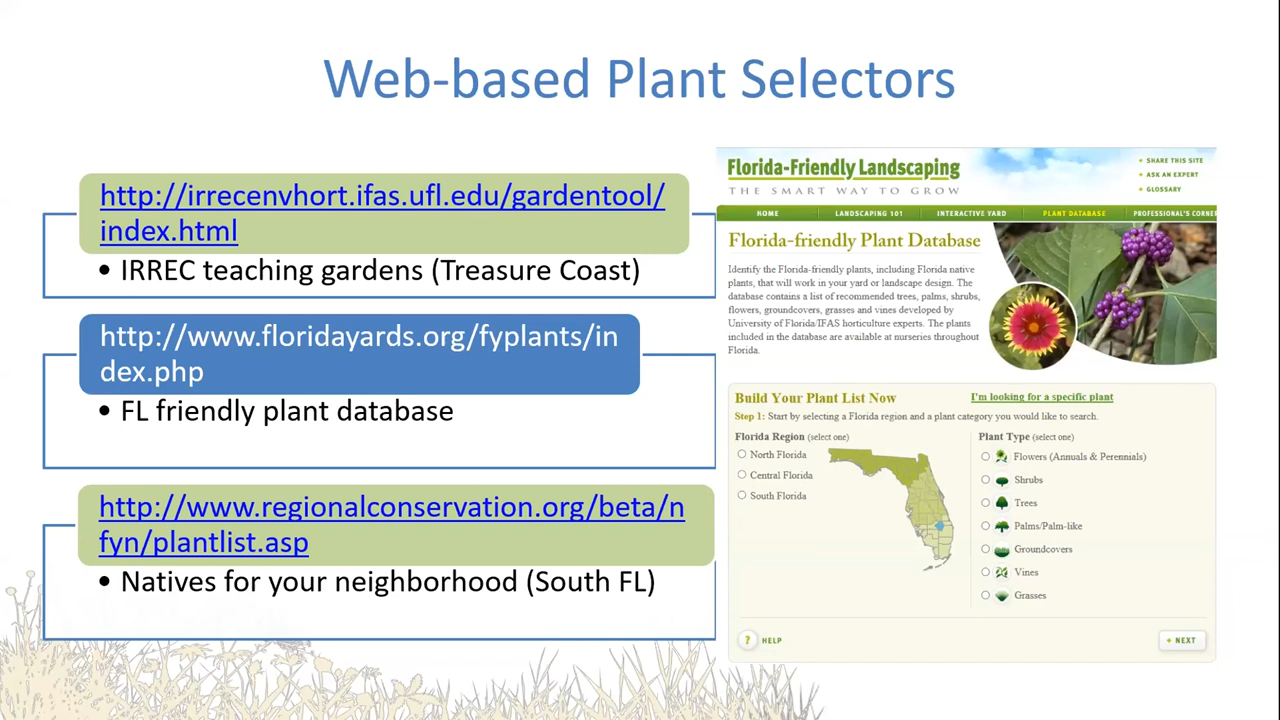 Web-based Plant Selectors
http://irrecenvhort.ifas.ufl.edu/gardentool/
index.html
• IRREC teaching gardens (Treasure Coast)
http://www.floridayards.org/fyplants/in
dex.php
• FL friendly plant database
http://www.regionalconservation.org/beta/n
fyn/plantlist.asp
• Natives for your neighborhood (South FL)
Florida-Friendly Landscaping
THE SMART WAY TO GROW
+ SHARE THIS SITE
+ ASK AN EXPERT
+ GLOSSARY
HOME LANDSCAPING 101 INTERACTIVE YARD PLANT DATABASE PROFESSIONAL'S CORNER
Florida-friendly Plant Database
Identify the Florida-friendly plants, including Florida native
plants, that will work in your yard or landscape design. The
database contains a list of recommended trees, palms, shrubs,
flowers, groundcovers, grasses and vines developed by
University of Florida/IFAS horticulture experts. The plants
included in the database are available at nurseries throughout
Florida.
Build Your Plant List Now
I'm looking for a specific plant
Step 1: Start by selecting a Florida region and a plant category you would like to search.
Florida Region (select one)
North Florida
Central Florida
South Florida
Plant Type (select one)
Flowers (Annuals & Perennials)
Shrubs
Trees
Palms/Palm-like
Groundcovers
Vines
Grasses
? HELP
+ NEXT